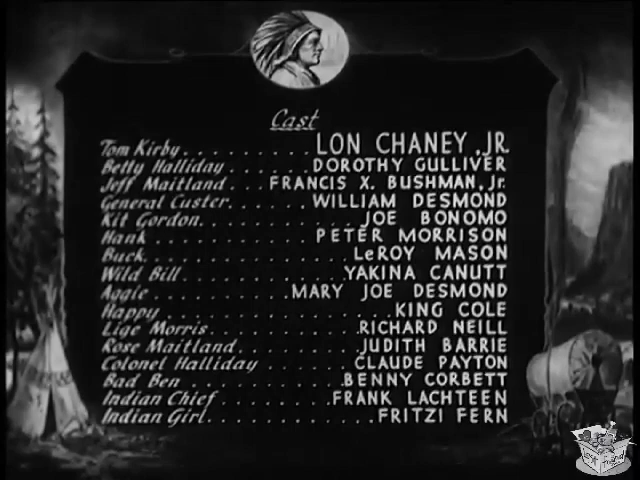 Cast
Tom Kirby..........LON CHANEY, JR.
Betty Halliday......DOROTHY GULLIVER
Jeff Maitland...FRANCIS X. BUSHMAN, Jr.
General Custer.......WILLIAM DESMOND
Kit Gordon..............JOE BONOMO
Hank............PETER MORRISON
Buck...............LeROY MASON
Wild Bill............YAKINA CANUTT
Aggie..........MARY JOE DESMOND
Happy..................KING COLE
Lige Morris...........RICHARD NEILL
Rose Maitland.........JUDITH BARRIE
Colonel Halliday.......CLAUDE PAYTON
Bad Ben.............BENNY CORBETT
Indian Chief........FRANK LACHTEEN
Indian Girl............FRITZI FERN